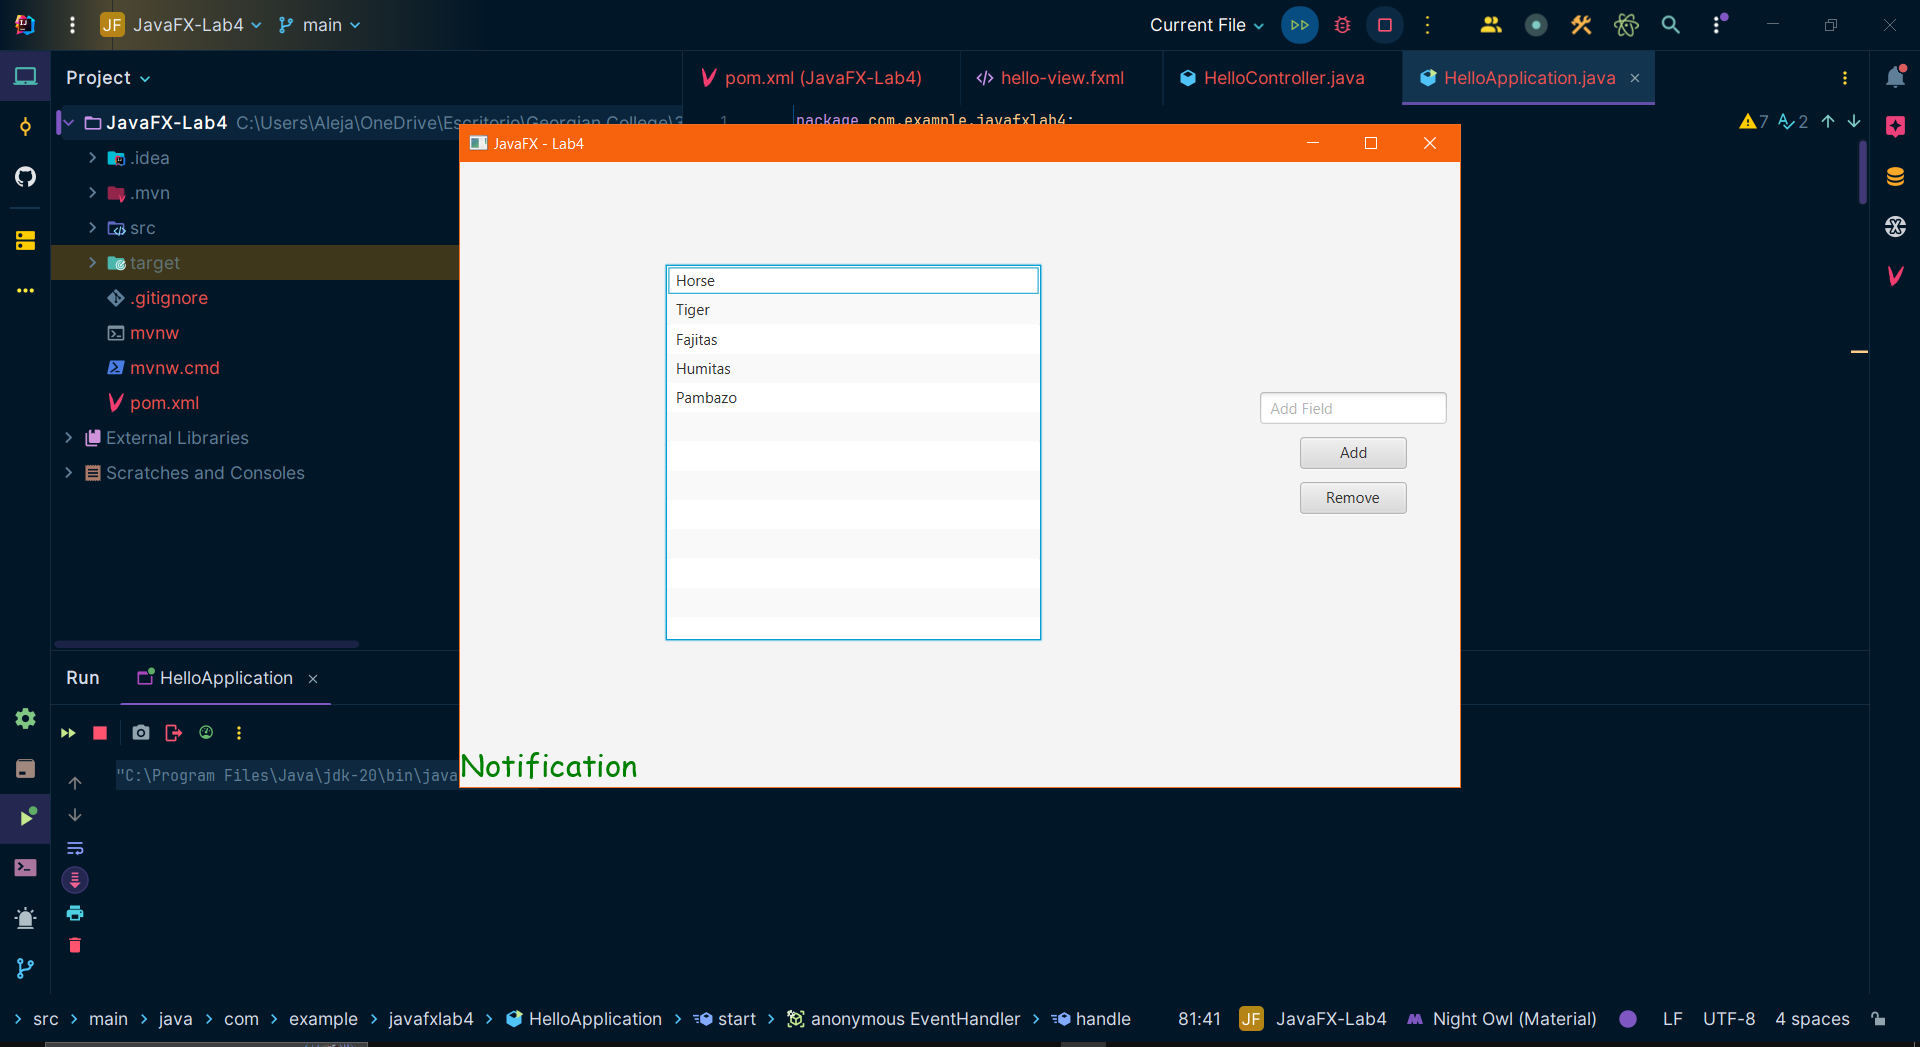 JF JavaFX-Lab4 main Current File
Project pom.xml (JavaFX-Lab4) hello-view.fxml HelloController.java HelloApplication.java
JavaFX-Lab4 C:\Users\Aleja\OneDrive\Escritorio\Georgian College\3 1 package com.example.javafxlab4; 7 2
JavaFX - Lab4
.idea
.mvn
src
target
.gitignore
mvnw
mvnw.cmd
pom.xml
External Libraries
Scratches and Consoles
Horse
Tiger
Fajitas
Humitas
Pambazo
Add Field
Add
Remove
Notification
Run HelloApplication
"C:\Program Files\Java\jdk-20\bin\java
src main java com example javafxlab4 HelloApplication start anonymous EventHandler handle 81:41 JF JavaFX-Lab4 Night Owl (Material) LF UTF-8 4 spaces